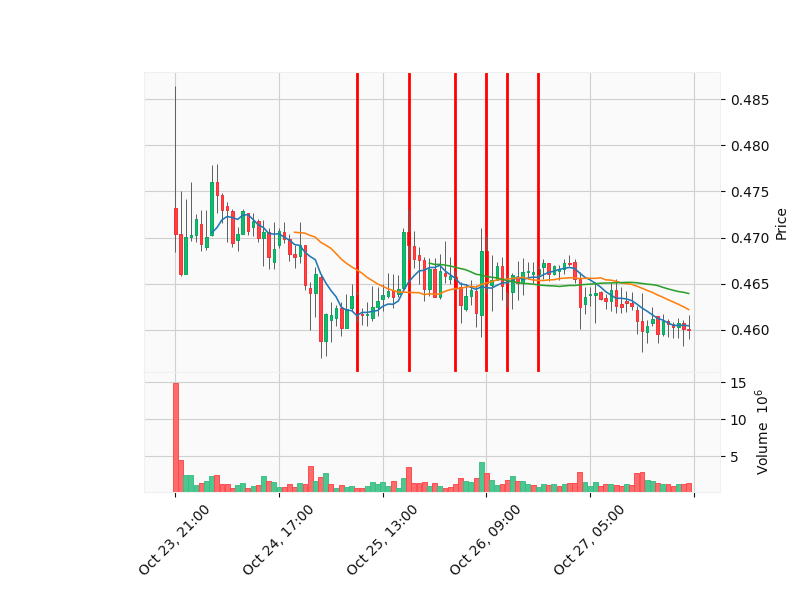 0.485
0.480
0.475
0.470
0.465
0.460
Price
15
10
5
Volume 10^6
Oct 23, 21:00
Oct 24, 17:00
Oct 25, 13:00
Oct 26, 09:00
Oct 27, 05:00